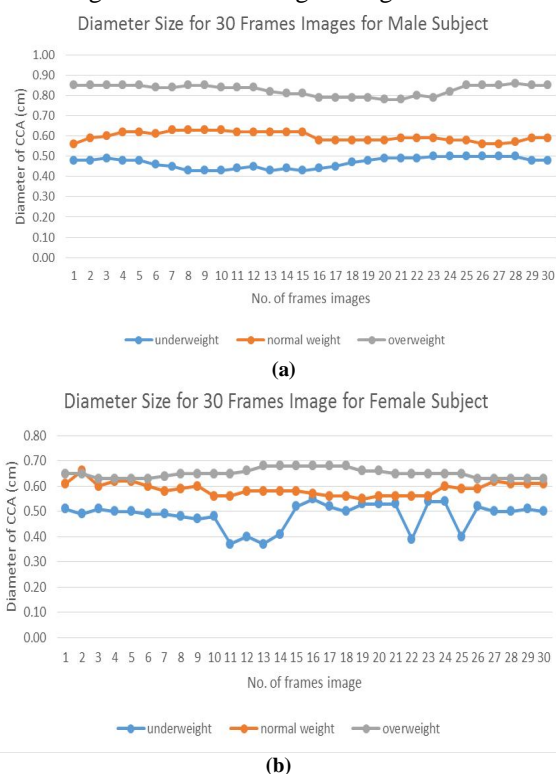 Diameter Size for 30 Frames Images for Male Subject
Diameter of CCA (cm)
1.00
0.90
0.80
0.70
0.60
0.50
0.40
0.30
0.20
0.10
0.00
1 2 3 4 5 6 7 8 9 10 11 12 13 14 15 16 17 18 19 20 21 22 23 24 25 26 27 28 29 30
No. of frames images
underweight normal weight overweight
(a)
Diameter Size for 30 Frames Image for Female Subject
Diameter of CCA (cm)
0.80
0.70
0.60
0.50
0.40
0.30
0.20
0.10
0.00
1 2 3 4 5 6 7 8 9 10 11 12 13 14 15 16 17 18 19 20 21 22 23 24 25 26 27 28 29 30
No. of frames image
underweight normal weight overweight
(b)